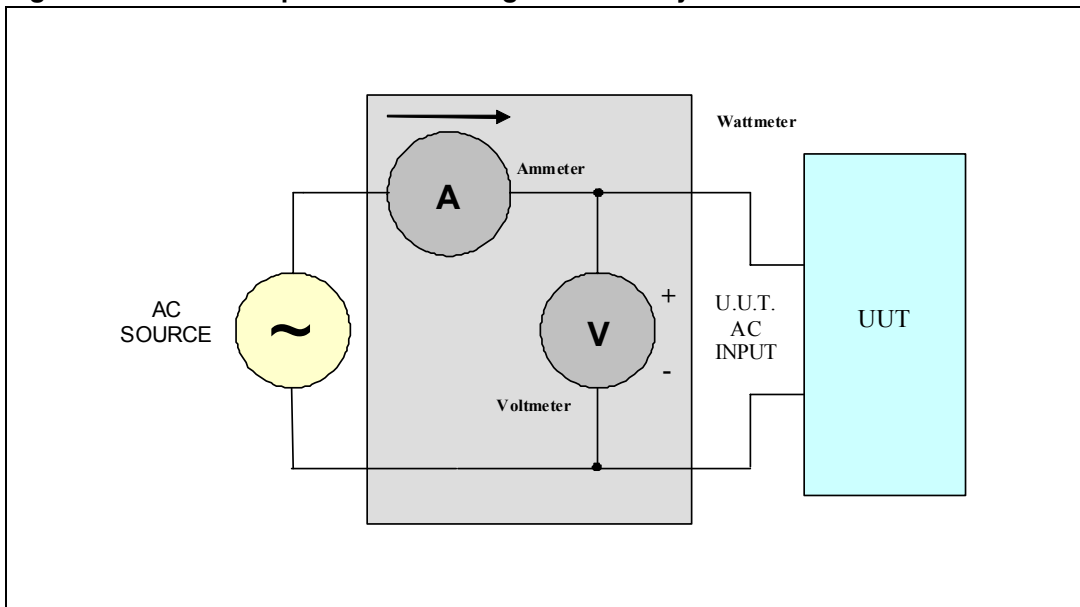 Wattmeter
Ammeter
A
AC
SOURCE
~
V
+
-
U.U.T.
AC
INPUT
UUT
Voltmeter